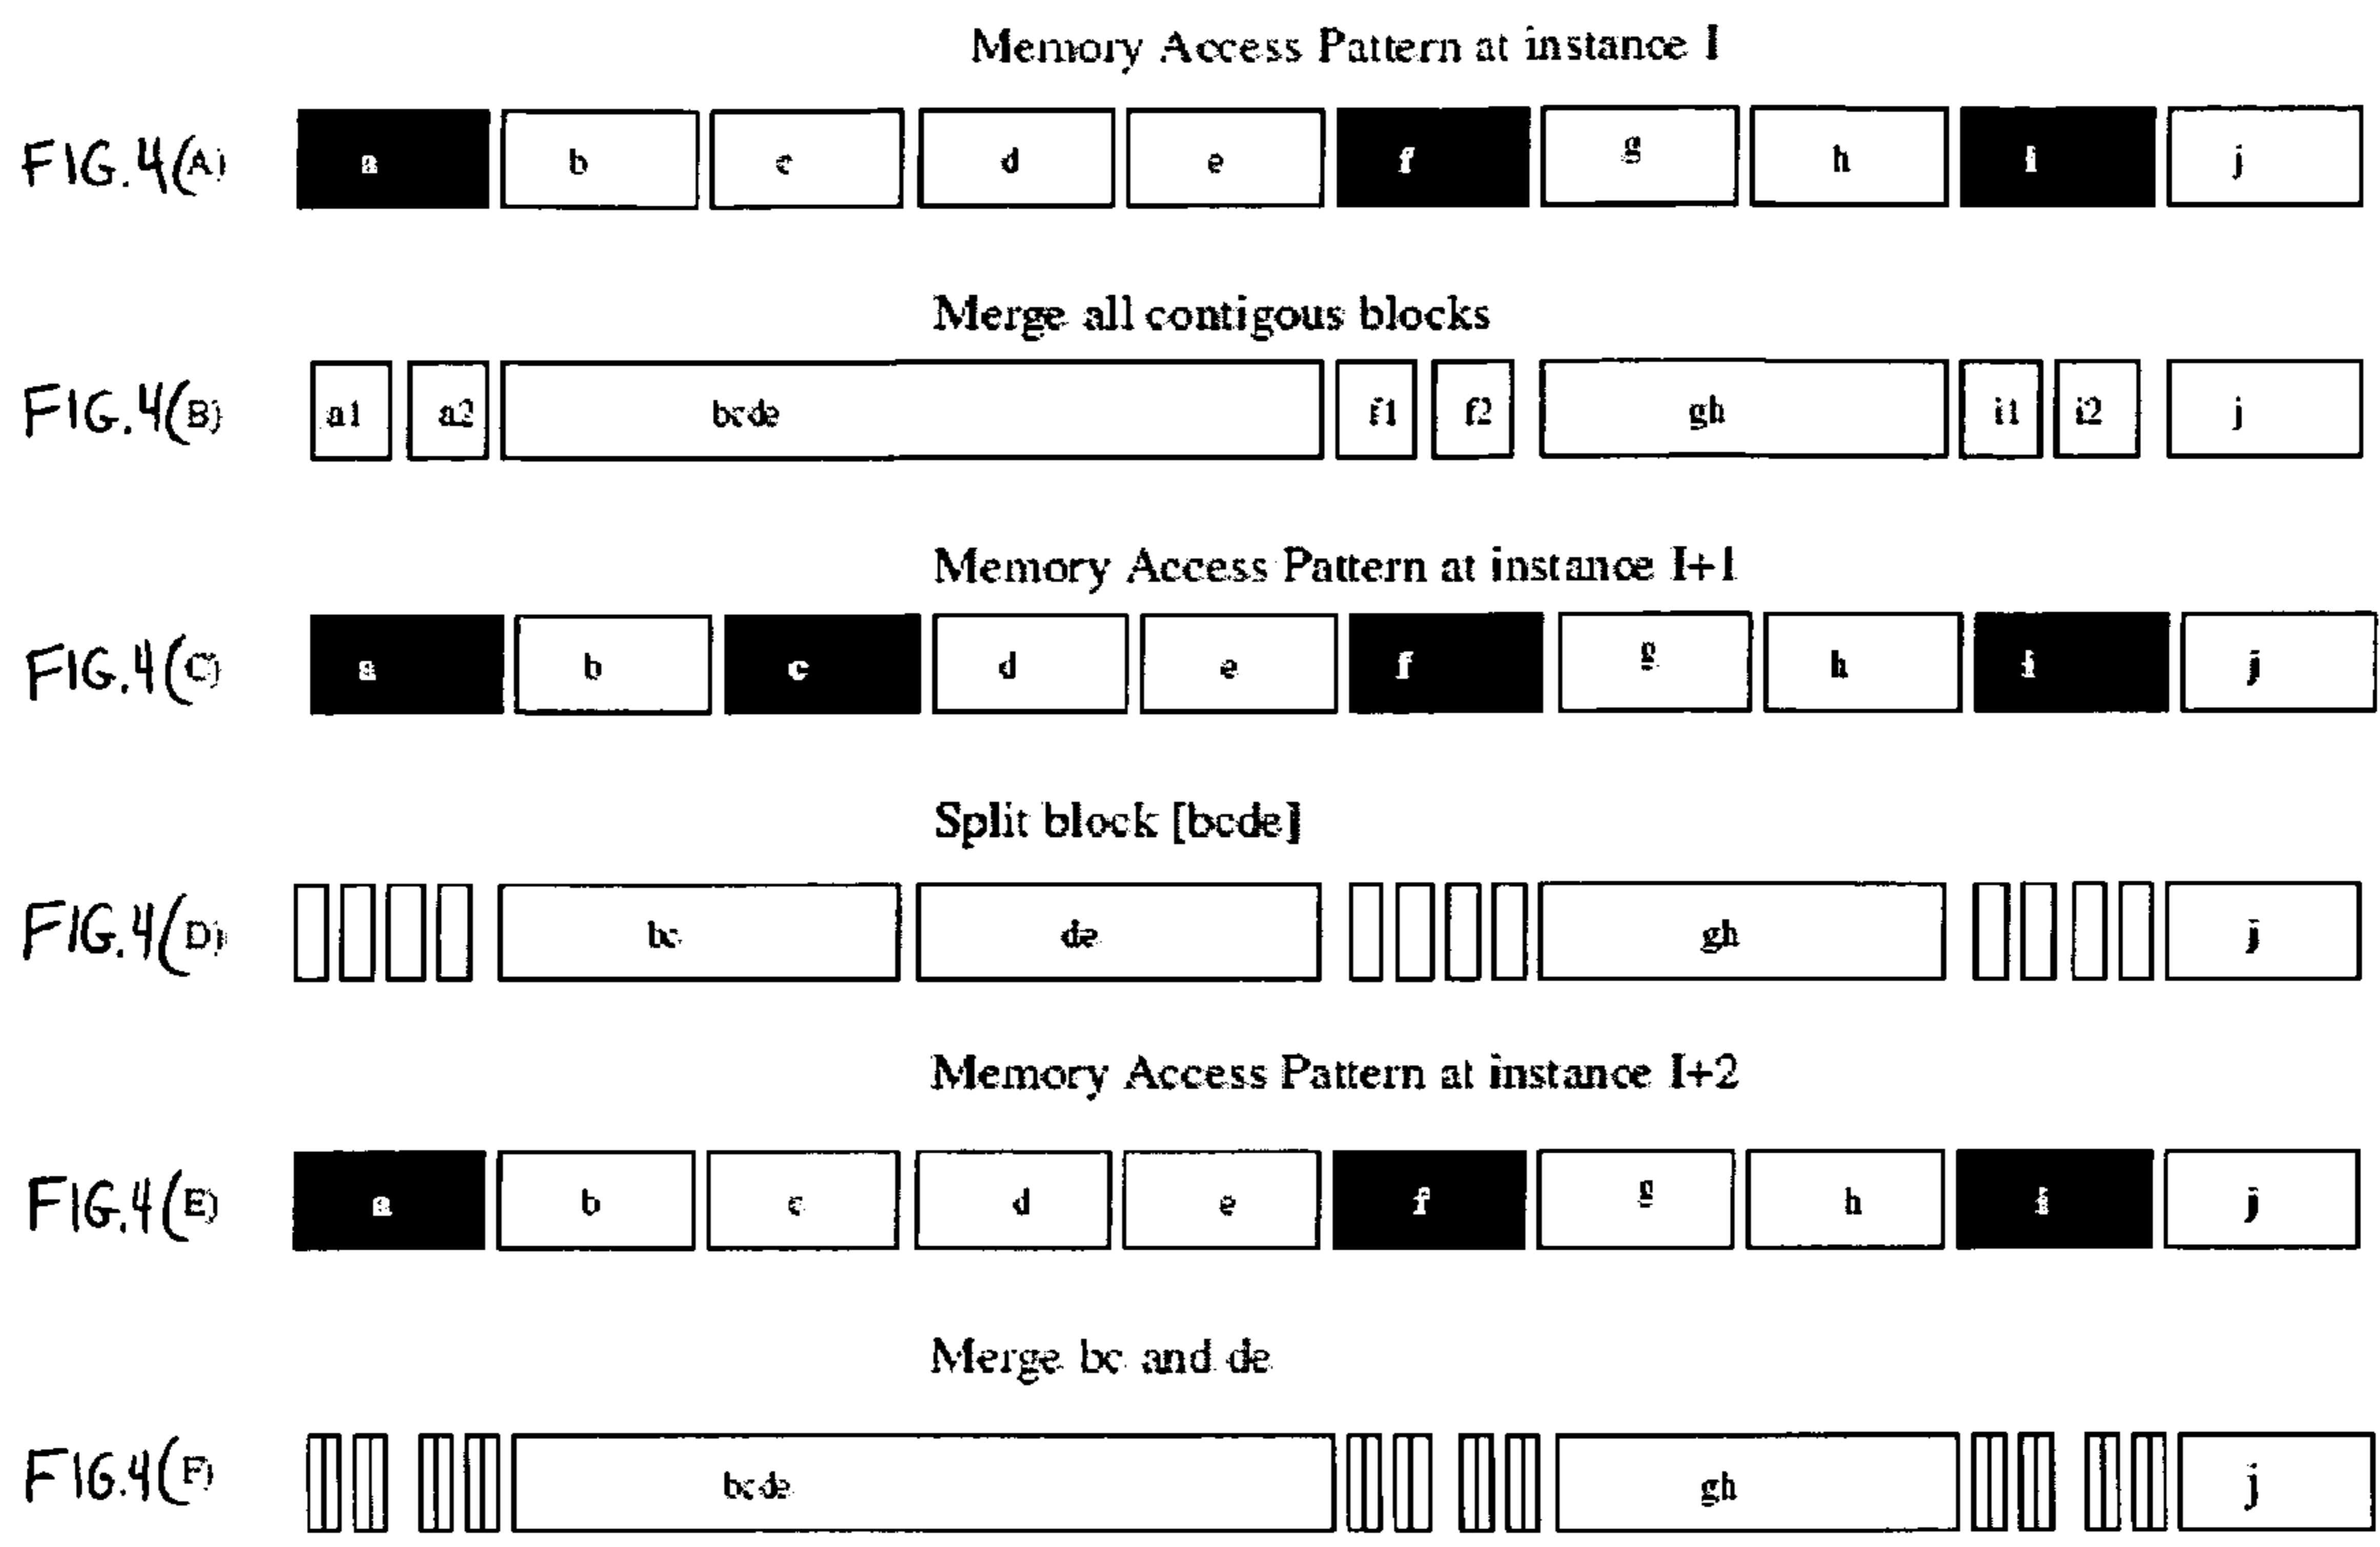 Memory Access Pattern at instance I
FIG.4(A) a b c d e f g h i j
Merge all contigous blocks
FIG.4(B) a1 a2 bcde f1 f2 gh i1 i2 j
Memory Access Pattern at instance I+1
FIG.4(C) a b c d e f g h i j
Split block [bcde]
FIG.4(D) bc de gh j
Memory Access Pattern at instance I+2
FIG.4(E) a b c d e f g h i j
Merge bc and de
FIG.4(F) bcde gh j